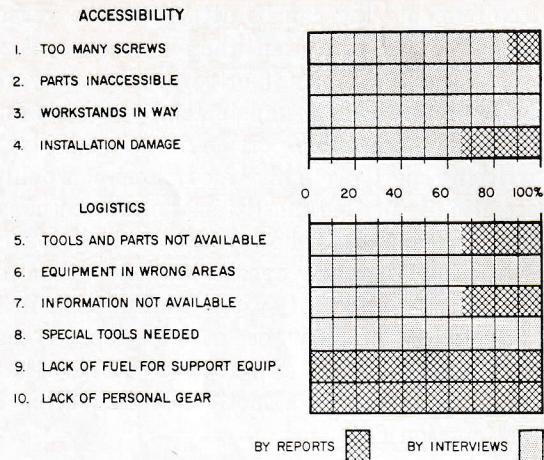 ACCESSIBILITY
1. TOO MANY SCREWS
2. PARTS INACCESSIBLE
3. WORKSTANDS IN WAY
4. INSTALLATION DAMAGE
0 20 40 60 80 100%
LOGISTICS
5. TOOLS AND PARTS NOT AVAILABLE
6. EQUIPMENT IN WRONG AREAS
7. INFORMATION NOT AVAILABLE
8. SPECIAL TOOLS NEEDED
9. LACK OF FUEL FOR SUPPORT EQUIP.
10. LACK OF PERSONAL GEAR
BY REPORTS BY INTERVIEWS